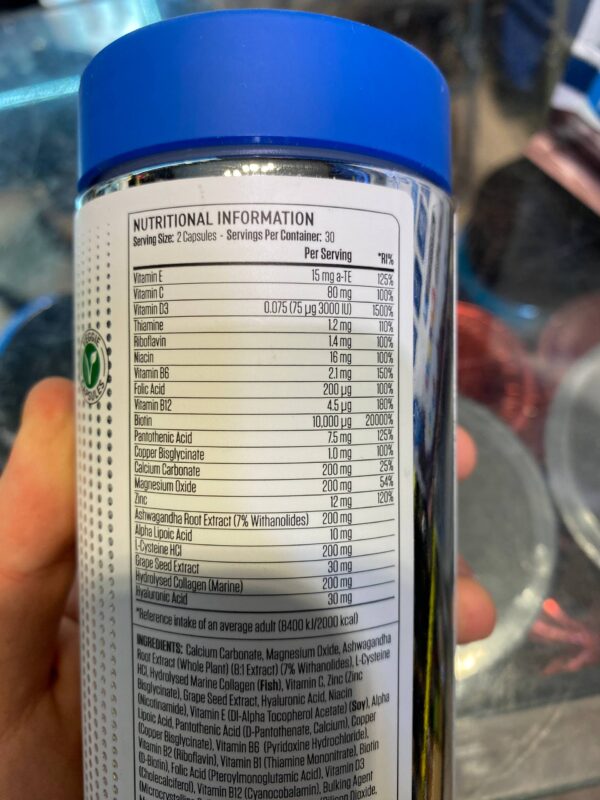 NUTRITIONAL INFORMATION
Serving Size: 2 Capsules - Servings Per Container: 30
Per Serving *RI%
Vitamin E 15 mg a-TE 125%
Vitamin C 80 mg 100%
Vitamin D3 0.075 (75 µg 3000 IU) 1500%
Thiamine 1.2 mg 110%
Riboflavin 1.4 mg 100%
Niacin 16 mg 100%
Vitamin B6 2.1 mg 150%
Folic Acid 200 µg 100%
Vitamin B12 4.5 µg 180%
Biotin 10,000 µg 20000%
Pantothenic Acid 7.5 mg 125%
Copper Bisglycinate 1.0 mg 100%
Calcium Carbonate 200 mg 25%
Magnesium Oxide 200 mg 54%
Zinc 12 mg 120%
Ashwagandha Root Extract (7% Withanolides) 200 mg
Alpha Lipoic Acid 10 mg
L-Cysteine HCl 200 mg
Grape Seed Extract 30 mg
Hydrolysed Collagen (Marine) 200 mg
Hyaluronic Acid 30 mg
*Reference intake of an average adult (8400 kJ/2000 kcal)
INGREDIENTS: Calcium Carbonate, Magnesium Oxide, Ashwagandha
Root Extract (Whole Plant) (8:1 Extract) (7% Withanolides), L-Cysteine
HCl, Hydrolysed Marine Collagen (Fish), Vitamin C, Zinc (Zinc
Bisglycinate), Grape Seed Extract, Hyaluronic Acid, Niacin
(Nicotinamide), Vitamin E (Dl-Alpha Tocopherol Acetate) (Soy), Alpha
Lipoic Acid, Pantothenic Acid (D-Pantothenate, Calcium), Copper
(Copper Bisglycinate), Vitamin B6 (Pyridoxine Hydrochloride),
Vitamin B2 (Riboflavin), Vitamin B1 (Thiamine Mononitrate), Biotin
(D-Biotin), Folic Acid (Pteroylmonoglutamic Acid), Vitamin D3
(Cholecalciferol), Vitamin B12 (Cyanocobalamin), Bulking Agent
Dioxide,
VEGGIE
CAPSULES